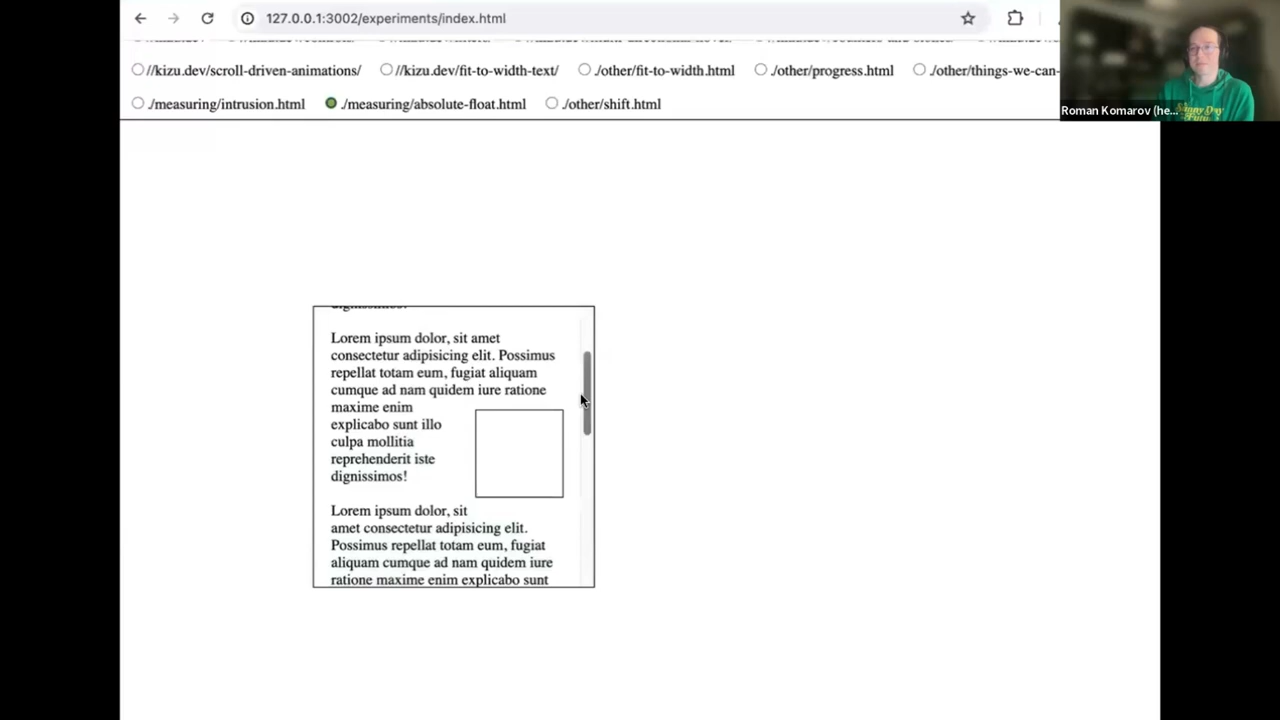 127.0.0.1:3002/experiments/index.html
//kizu.dev/scroll-driven-animations/ //kizu.dev/fit-to-width-text/ ./other/fit-to-width.html ./other/progress.html ./other/things-we-can-
./measuring/intrusion.html ./measuring/absolute-float.html ./other/shift.html
Roman Komarov (he...
dignissimos!
Lorem ipsum dolor, sit amet
consectetur adipisicing elit. Possimus
repellat totam eum, fugiat aliquam
cumque ad nam quidem iure ratione
maxime enim
explicabo sunt illo
culpa mollitia
reprehenderit iste
dignissimos!
Lorem ipsum dolor, sit
amet consectetur adipisicing elit.
Possimus repellat totam eum, fugiat
aliquam cumque ad nam quidem iure
ratione maxime enim explicabo sunt